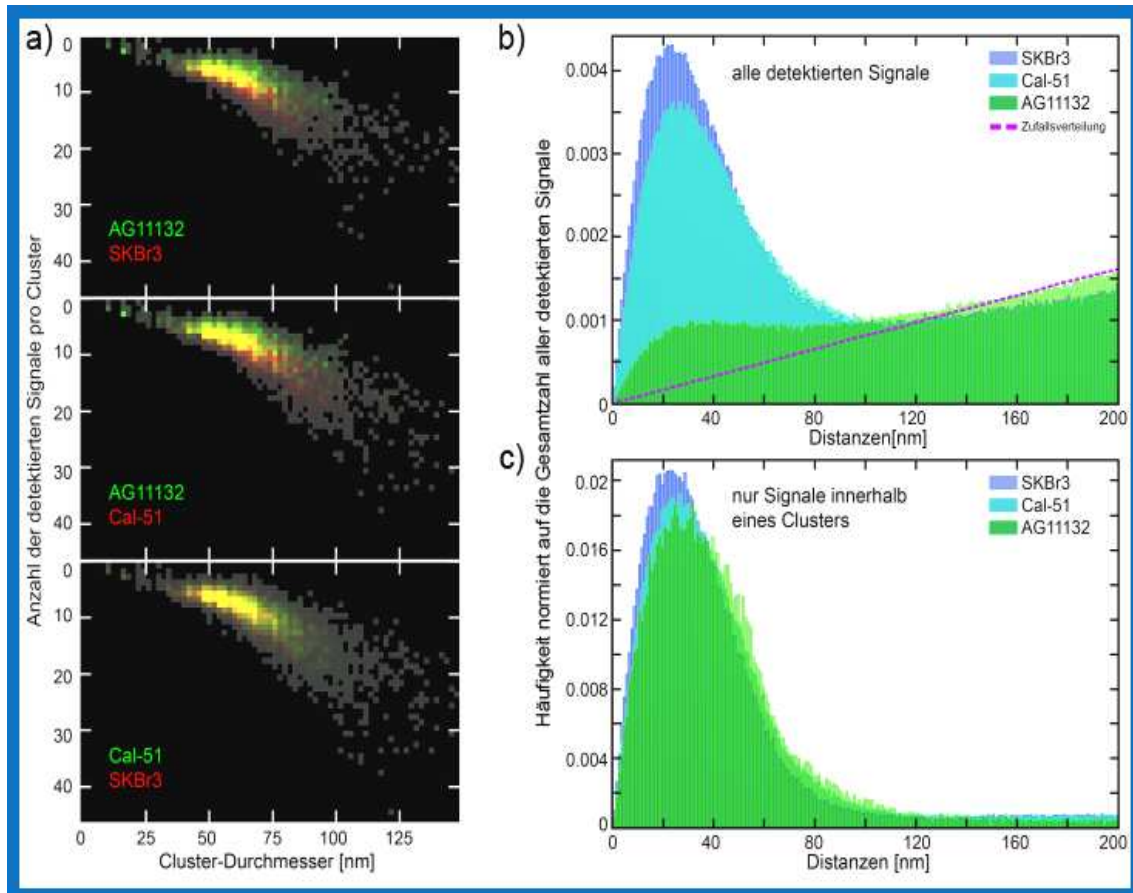 a)
0
10
20
30
40
AG11132
SKBr3
0
10
20
30
40
AG11132
Cal-51
0
10
20
30
40
Cal-51
SKBr3
0
25
50
75
100
125
Cluster-Durchmesser [nm]
Anzahl der detektierten Signale pro Cluster
b)
alle detektierten Signale
SKBr3
Cal-51
AG11132
Zufallsverteilung
0.004
0.003
0.002
0.001
0
0
40
80
120
160
200
Distanzen[nm]
Häufigkeit normiert auf die Gesamtzahl aller detektierten Signale
c)
nur Signale innerhalb
eines Clusters
SKBr3
Cal-51
AG11132
0.02
0.016
0.012
0.008
0.004
0
0
40
80
120
160
200
Distanzen[nm]